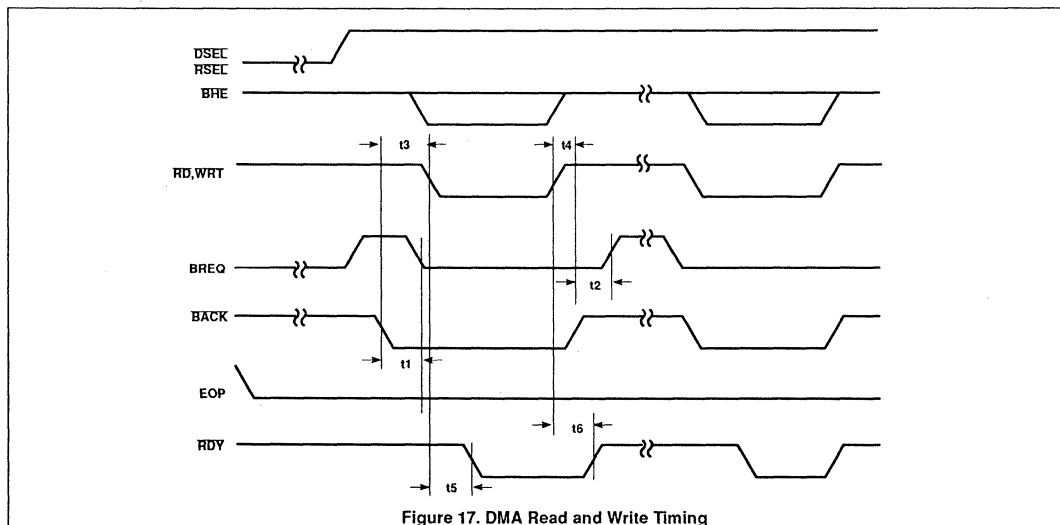 DSEL
RSEL
BHE
t3
t4
RD,WRT
BREQ
t2
BACK
t1
EOP
t6
RDY
t5
Figure 17. DMA Read and Write Timing